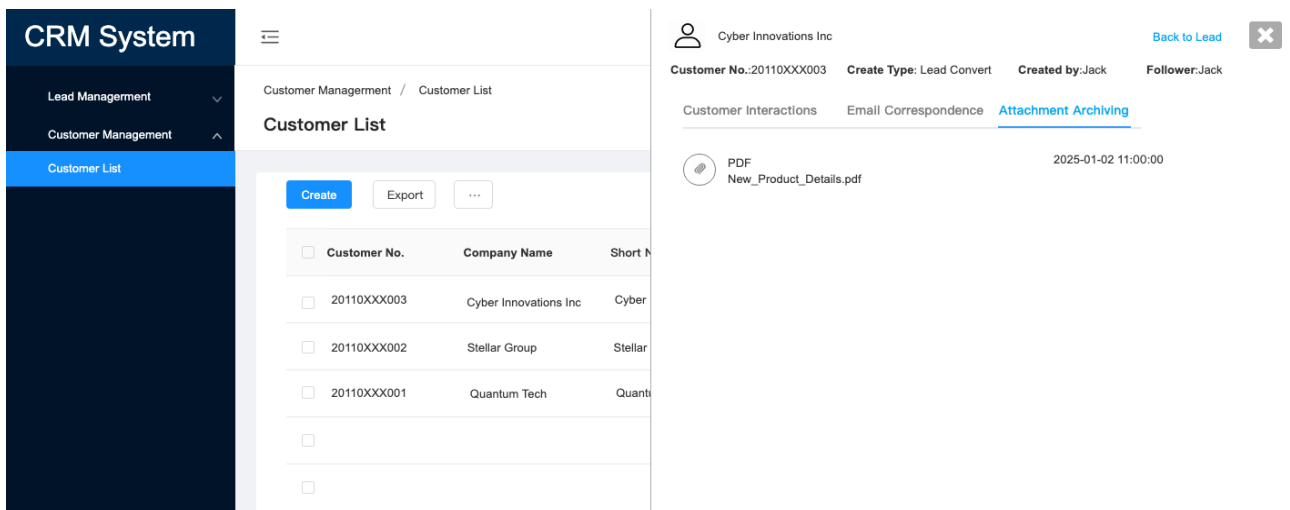 CRM System
Lead Managerment
Customer Management
Customer List
Customer Management / Customer List
Customer List
Create
Export
...
Customer No.
Company Name
Short N
20110XXX003
Cyber Innovations Inc
Cyber
20110XXX002
Stellar Group
Stellar
20110XXX001
Quantum Tech
Quant
Cyber Innovations Inc
Back to Lead
Customer No.:20110XXX003
Create Type: Lead Convert
Created by:Jack
Follower:Jack
Customer Interactions
Email Correspondence
Attachment Archiving
PDF
New_Product_Details.pdf
2025-01-02 11:00:00